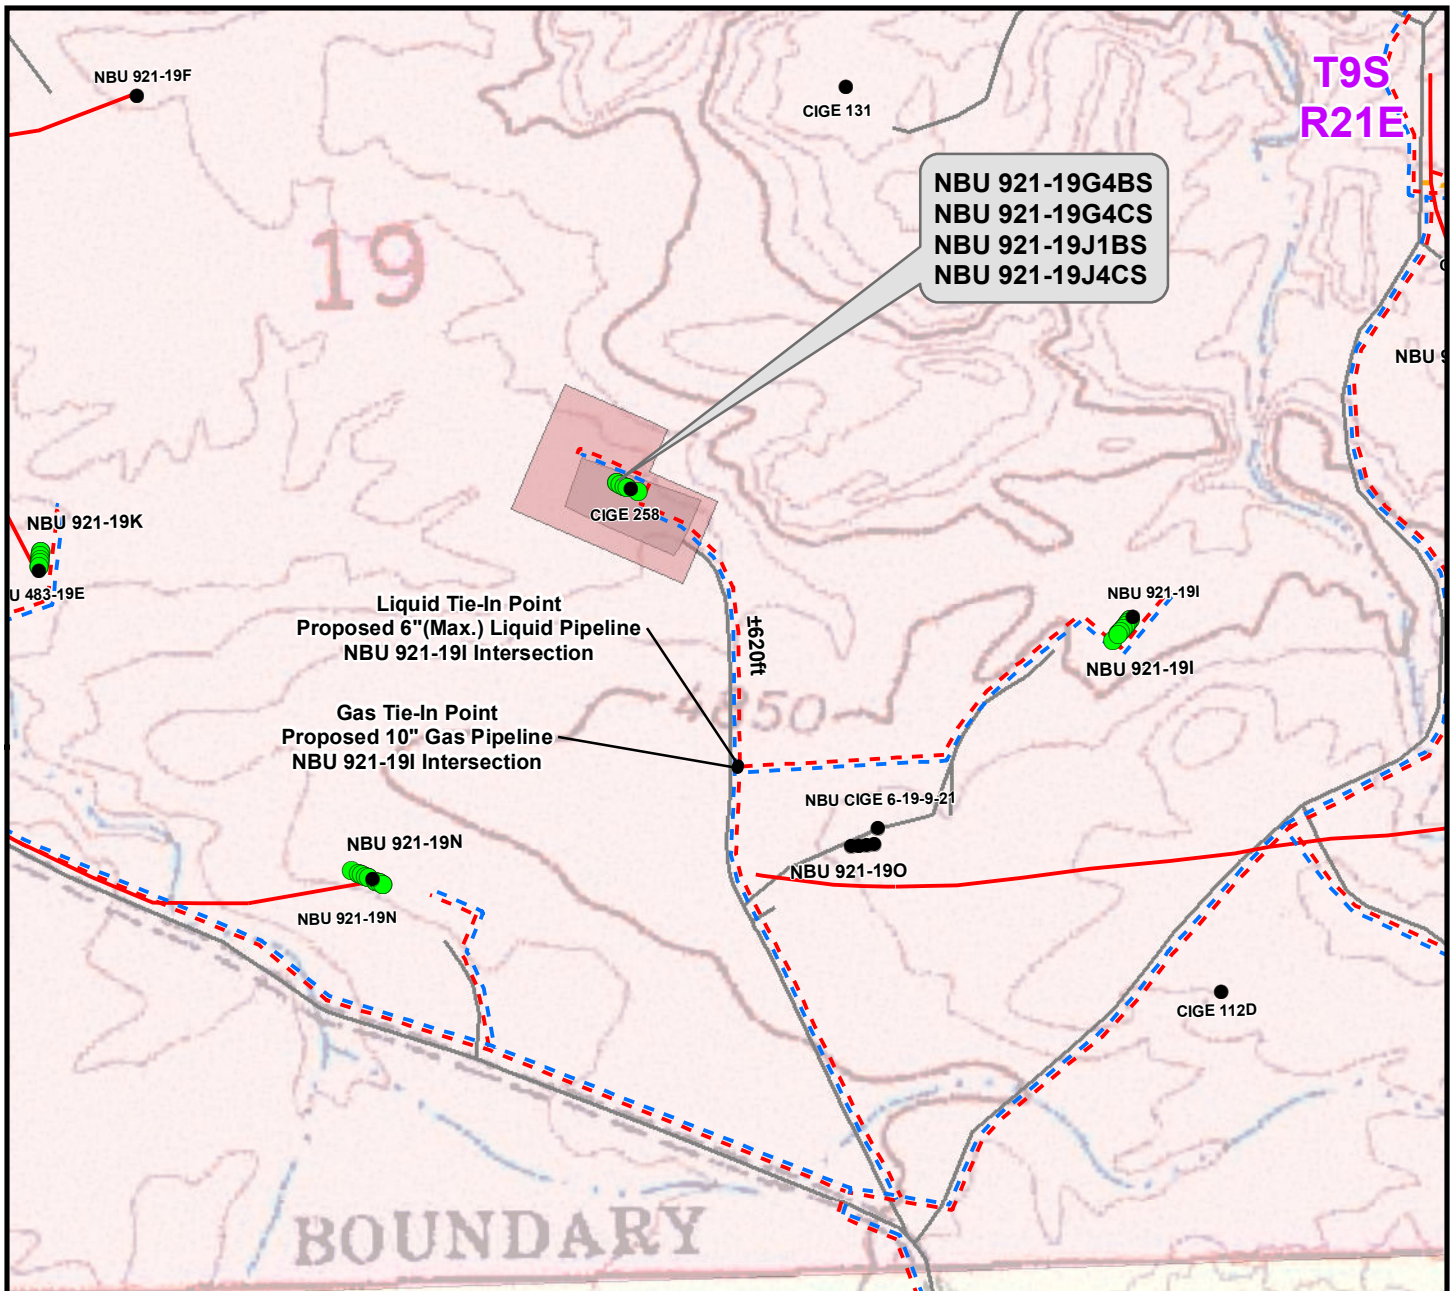 NBU 921-19F
CIGE 131
T9S
R21E
NBU 921-19G4BS
NBU 921-19G4CS
NBU 921-19J1BS
NBU 921-19J4CS
19
NBU 9
CIGE 258
NBU 921-19K
U 483-19E
Liquid Tie-In Point
Proposed 6"(Max.) Liquid Pipeline
NBU 921-19I Intersection
±620ft
NBU 921-19I
NBU 921-19I
Gas Tie-In Point
Proposed 10" Gas Pipeline
NBU 921-19I Intersection
NBU CIGE 6-19-9-21
NBU 921-19O
NBU 921-19N
NBU 921-19N
CIGE 112D
BOUNDARY